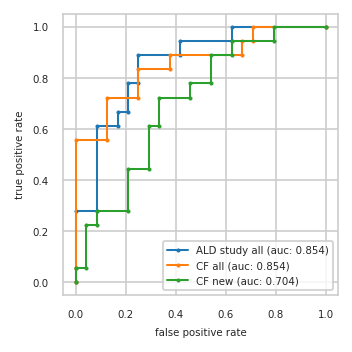 1.0
0.8
0.6
0.4
0.2
0.0
true positive rate
ALD study all (auc: 0.854)
CF all (auc: 0.854)
CF new (auc: 0.704)
0.0 0.2 0.4 0.6 0.8 1.0
false positive rate